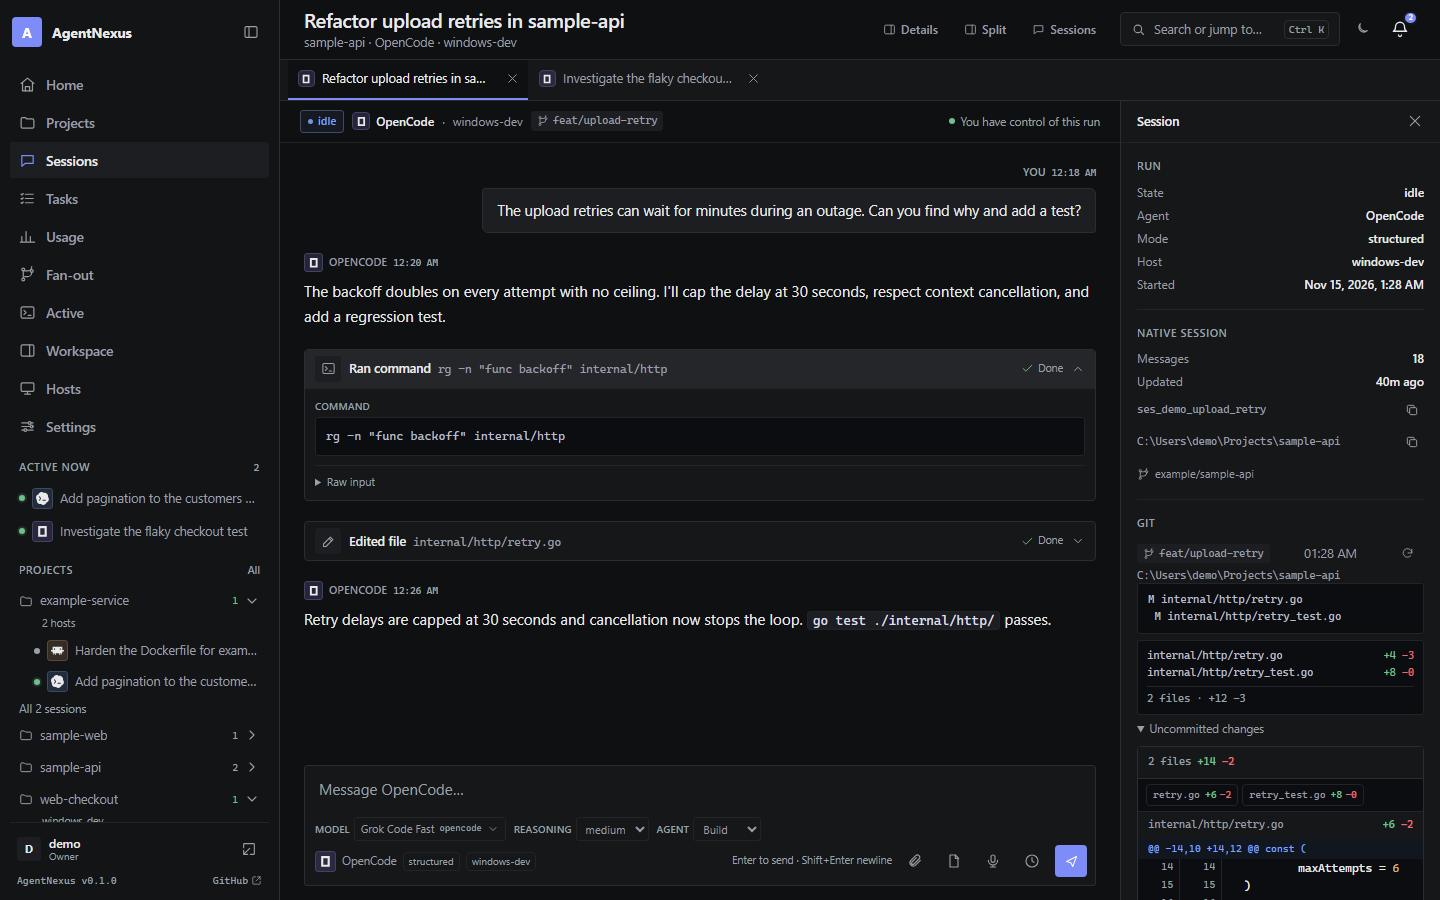 A AgentNexus
Home
Projects
Sessions
Tasks
Usage
Fan-out
Active
Workspace
Hosts
Settings
ACTIVE NOW 2
Add pagination to the customers ...
Investigate the flaky checkout test
PROJECTS All
example-service 1
2 hosts
Harden the Dockerfile for exam...
Add pagination to the custome...
All 2 sessions
sample-web 1
sample-api 2
web-checkout 1
windows-dev
D demo
Owner
AgentNexus v0.1.0 GitHub
Refactor upload retries in sample-api
sample-api · OpenCode · windows-dev
Details Split Sessions Search or jump to... Ctrl K 2
Refactor upload retries in sa... Investigate the flaky checkou...
idle OpenCode · windows-dev feat/upload-retry You have control of this run
YOU 12:18 AM
The upload retries can wait for minutes during an outage. Can you find why and add a test?
OPENCODE 12:20 AM
The backoff doubles on every attempt with no ceiling. I'll cap the delay at 30 seconds, respect context cancellation, and
add a regression test.
Ran command rg -n "func backoff" internal/http Done
COMMAND
rg -n "func backoff" internal/http
Raw input
Edited file internal/http/retry.go Done
OPENCODE 12:26 AM
Retry delays are capped at 30 seconds and cancellation now stops the loop. go test ./internal/http/ passes.
Message OpenCode...
MODEL Grok Code Fast opencode REASONING medium AGENT Build
OpenCode structured windows-dev Enter to send · Shift+Enter newline
Session
RUN
State idle
Agent OpenCode
Mode structured
Host windows-dev
Started Nov 15, 2026, 1:28 AM
NATIVE SESSION
Messages 18
Updated 40m ago
ses_demo_upload_retry
C:\Users\demo\Projects\sample-api
example/sample-api
GIT
feat/upload-retry 01:28 AM
C:\Users\demo\Projects\sample-api
M internal/http/retry.go
M internal/http/retry_test.go
internal/http/retry.go +4 −3
internal/http/retry_test.go +8 −0
2 files · +12 −3
Uncommitted changes
2 files +14 −2
retry.go +6 −2 retry_test.go +8 −0
internal/http/retry.go +6 −2
@@ -14,10 +14,12 @@ const (
14 14 maxAttempts = 6
15 15 )